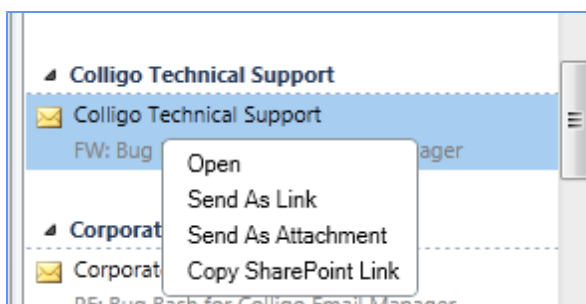 Colligo Technical Support
Colligo Technical Support
FW: Bug ager
Open
Send As Link
Send As Attachment
Copy SharePoint Link
Corporat
Corporat
RE: Bug Bash for Colligo Email Manager